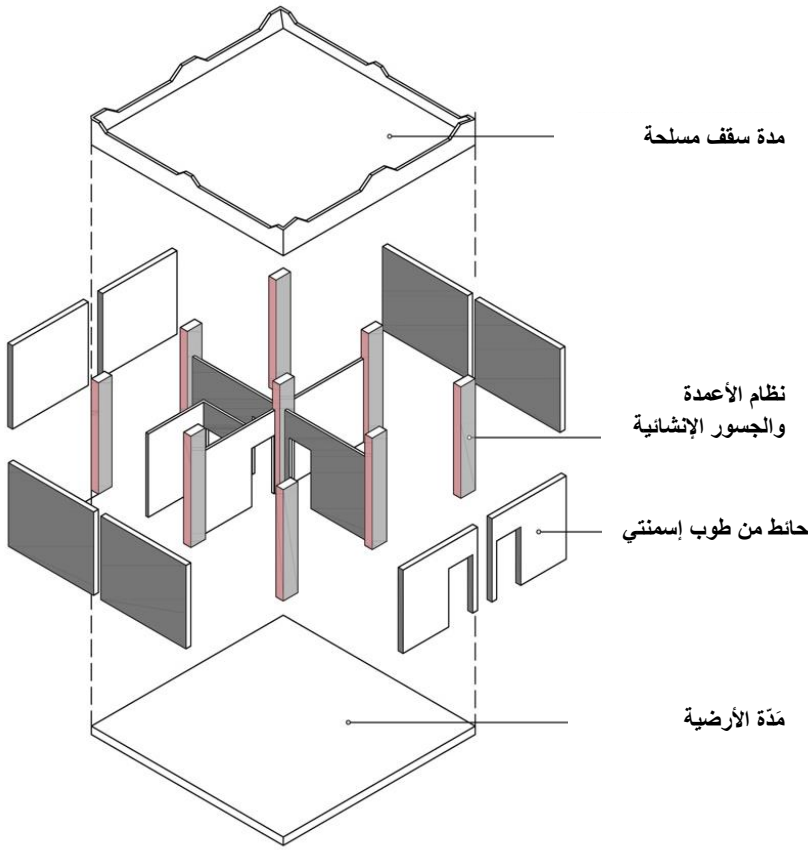 مدة سقف مسلحة
نظام الأعمدة
والجسور الإنشائية
حائط من طوب إسمنتي
مَدّة الأرضية